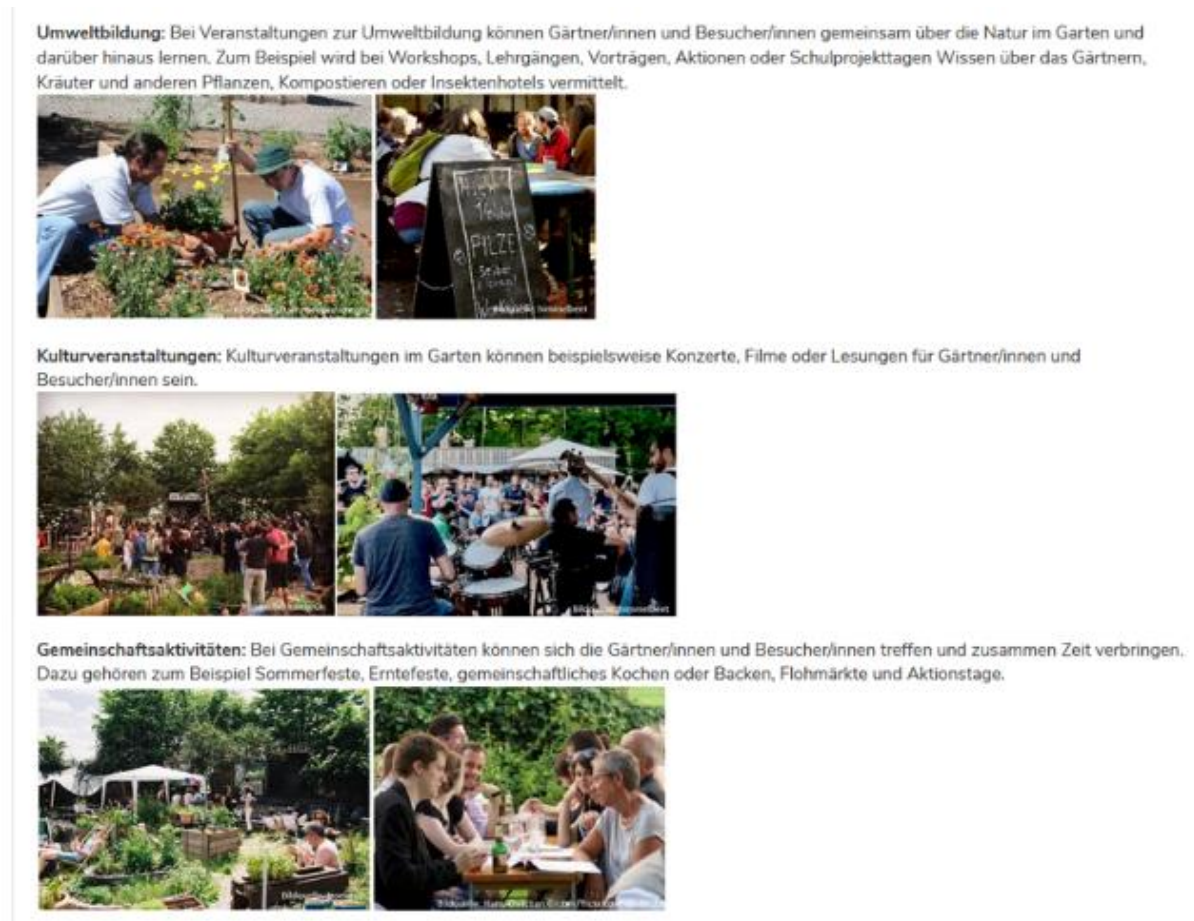 Umweltbildung: Bei Veranstaltungen zur Umweltbildung können Gärtner/innen und Besucher/innen gemeinsam über die Natur im Garten und
darüber hinaus lernen. Zum Beispiel wird bei Workshops, Lehrgängen, Vorträgen, Aktionen oder Schulprojekttagen Wissen über das Gärtnern,
Kräuter und anderen Pflanzen, Kompostieren oder Insektenhotels vermittelt.
PILZE
Bildquelle: himmelbeet
Kulturveranstaltungen: Kulturveranstaltungen im Garten können beispielsweise Konzerte, Filme oder Lesungen für Gärtner/innen und
Besucher/innen sein.
Gemeinschaftsaktivitäten: Bei Gemeinschaftsaktivitäten können sich die Gärtner/innen und Besucher/innen treffen und zusammen Zeit verbringen.
Dazu gehören zum Beispiel Sommerfeste, Erntefeste, gemeinschaftliches Kochen oder Backen, Flohmärkte und Aktionstage.